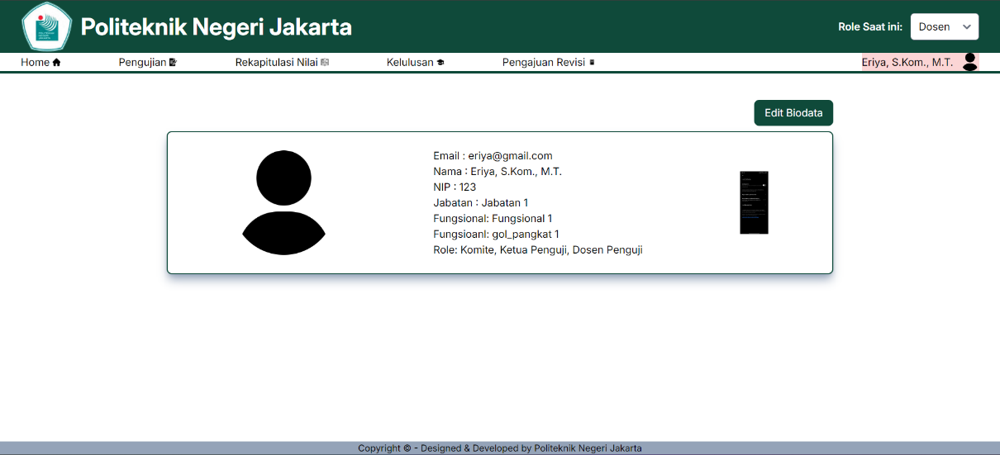 Politeknik Negeri Jakarta
Role Saat ini: Dosen
Home Pengujian Rekapitulasi Nilai Kelulusan Pengajuan Revisi Eriya, S.Kom., M.T.
Edit Biodata
Email : eriya@gmail.com
Nama : Eriya, S.Kom., M.T.
NIP : 123
Jabatan : Jabatan 1
Fungsional: Fungsional 1
Fungsioanl: gol_pangkat 1
Role: Komite, Ketua Penguji, Dosen Penguji
Copyright © - Designed & Developed by Politeknik Negeri Jakarta